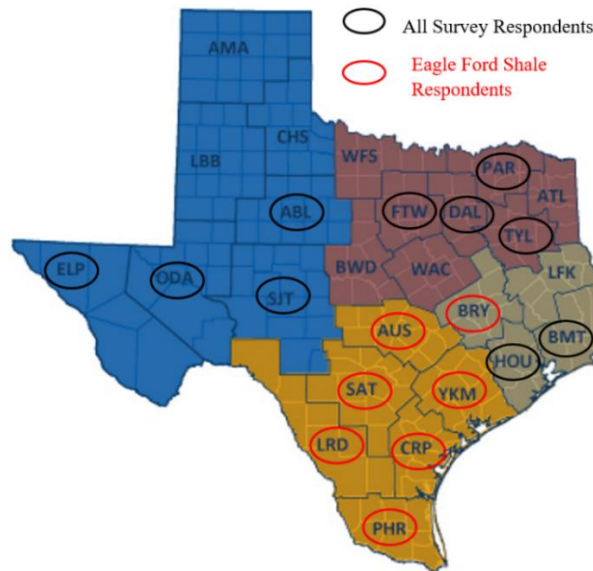 All Survey Respondents
Eagle Ford Shale
Respondents
AMA
CHS
LBB
WFS
PAR
ABL
FTW
DAL
ATL
TYL
ELP
ODA
SJT
BWD
WAC
LFK
BRY
AUS
BMT
HOU
SAT
YKM
LRD
CRP
PHR